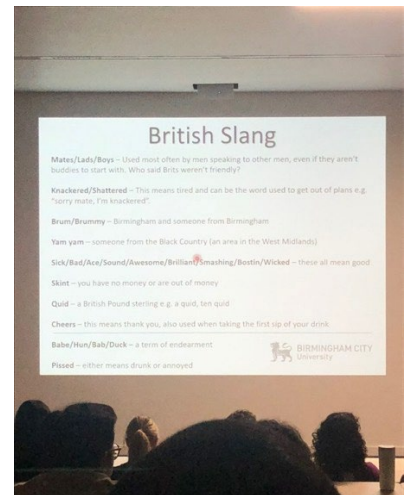 British Slang
Mates/Lads/Boys – Used most often by men speaking to other men, even if they aren't
buddies to start with. Who said Brits weren't friendly?
Knackered/Shattered – This means tired and can be the word used to get out of plans e.g.
"sorry mate, I'm knackered".
Brum/Brummy – Birmingham and someone from Birmingham
Yam yam – someone from the Black Country (an area in the West Midlands)
Sick/Bad/Ace/Sound/Awesome/Brilliant/Smashing/Bostin/Wicked – these all mean good
Skint – you have no money or are out of money
Quid – a British Pound sterling e.g. a quid, ten quid
Cheers – this means thank you, also used when taking the first sip of your drink
Babe/Hun/Bab/Duck – a term of endearment
Pissed – either means drunk or annoyed
BIRMINGHAM CITY
University